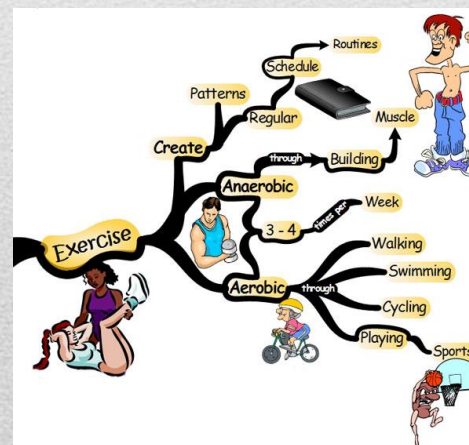 Routines
Schedule
Patterns
Regular
Muscle
Create
through
Building
Anaerobic
Week
times per
3 - 4
Exercise
Walking
Swimming
Aerobic
through
Cycling
Playing
Sports